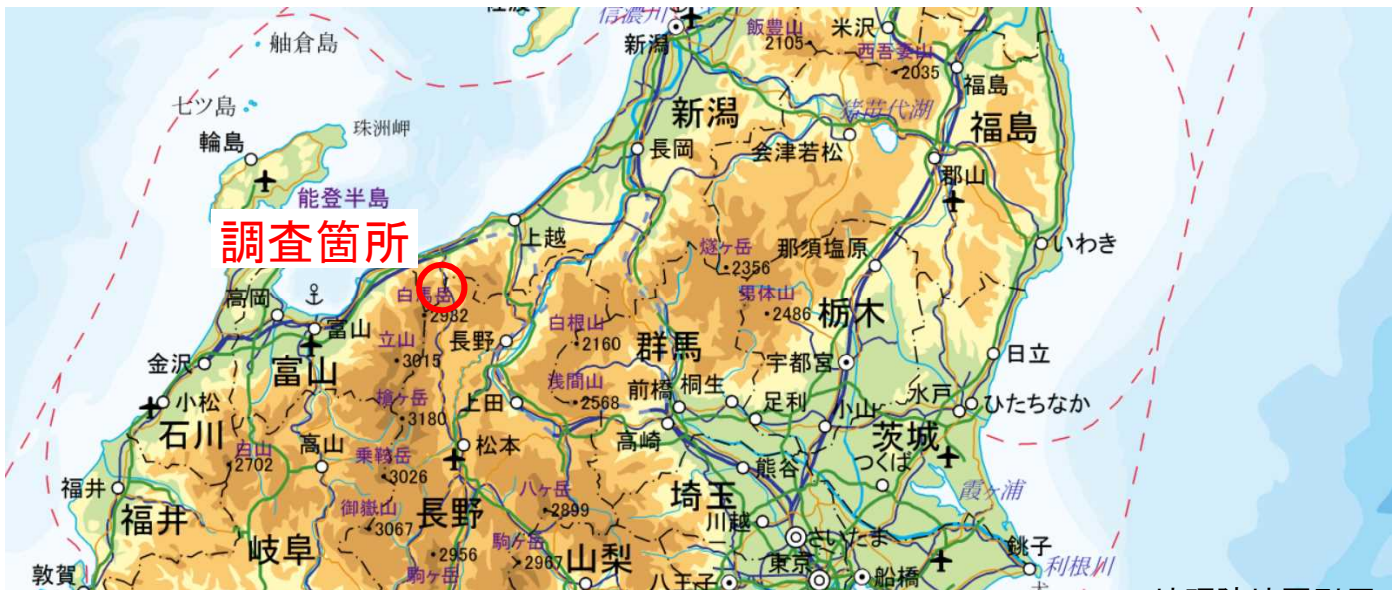 信濃川
新潟
飯豊山
2105
米沢
西吾妻山
2035
福島
舳倉島
七ツ島
珠洲岬
輪島
能登半島
新潟
猪苗代湖
福島
長岡
会津若松
郡山
調査箇所
上越
燧ヶ岳
2356
那須塩原
いわき
高岡
白馬岳
2982
男体山
2486
栃木
富山
立山
3015
長野
白根山
2160
群馬
宇都宮
日立
金沢
富山
小松
槍ヶ岳
3180
上田
浅間山
2568
前橋
桐生
足利
小山
水戸
ひたちなか
石川
白山
2702
高山
乗鞍岳
3026
松本
高崎
熊谷
茨城
つくば
福井
福井
御嶽山
3067
長野
八ヶ岳
2899
埼玉
川越
霞ヶ浦
岐阜
2956
駒ヶ岳
駒ケ岳
2967
山梨
さいたま
東京
船橋
銚子
利根川
敦賀
八王子